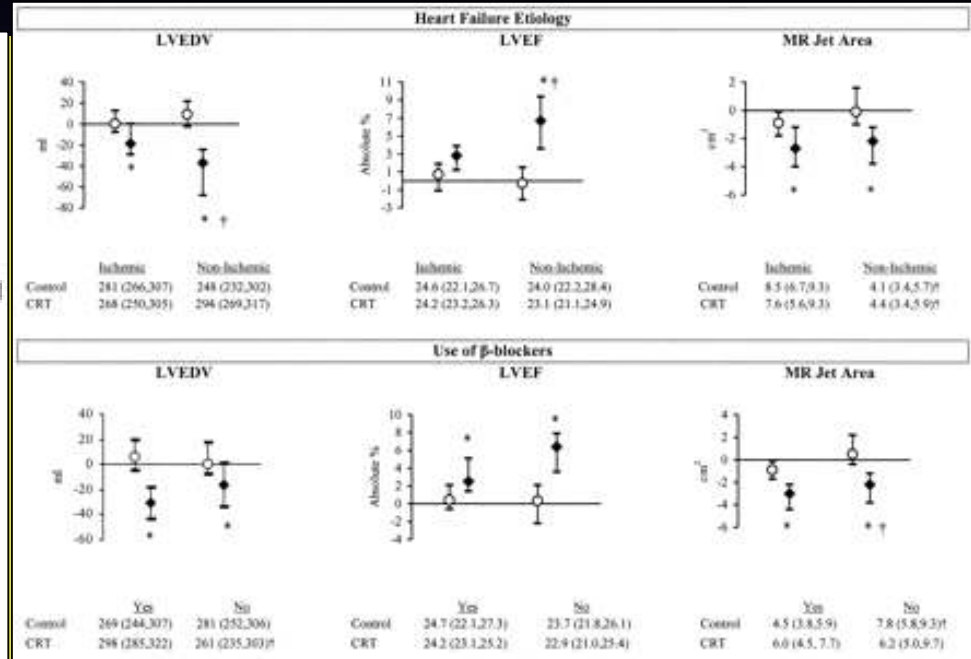 Heart Failure Etiology
LVEDV LVEF MR Jet Area
40
20
0
-20
-40
-60
-80
ml
* * †
11
9
7
5
3
1
-1
-3
Absolute %
* †
2
0
-2
-4
-6
cm²
* *
Ischemic Non-Ischemic
Control 281 (266,307) 248 (232,302)
CRT 268 (250,305) 294 (269,317)
Ischemic Non-Ischemic
Control 24.6 (22.1,26.7) 24.0 (22.2,28.4)
CRT 24.2 (23.2,26.3) 23.1 (21.1,24.9)
Ischemic Non-Ischemic
Control 8.5 (6.7,9.3) 4.1 (3.4,5.7)†
CRT 7.6 (5.6,9.3) 4.4 (3.4,5.9)†
Use of β-blockers
LVEDV LVEF MR Jet Area
40
20
0
-20
-40
-60
ml
* *
10
8
6
4
2
0
-2
-4
Absolute %
* *
4
2
0
-2
-4
-6
cm²
* * †
Yes No
Control 269 (244,307) 281 (252,306)
CRT 298 (285,322) 261 (235,303)†
Yes No
Control 24.7 (22.1,27.3) 23.7 (21.8,26.1)
CRT 24.2 (23.1,25.2) 22.9 (21.0,25.4)
Yes No
Control 4.5 (3.8,5.9) 7.8 (5.8,9.3)†
CRT 6.0 (4.5, 7.7) 6.2 (5.0,9.7)